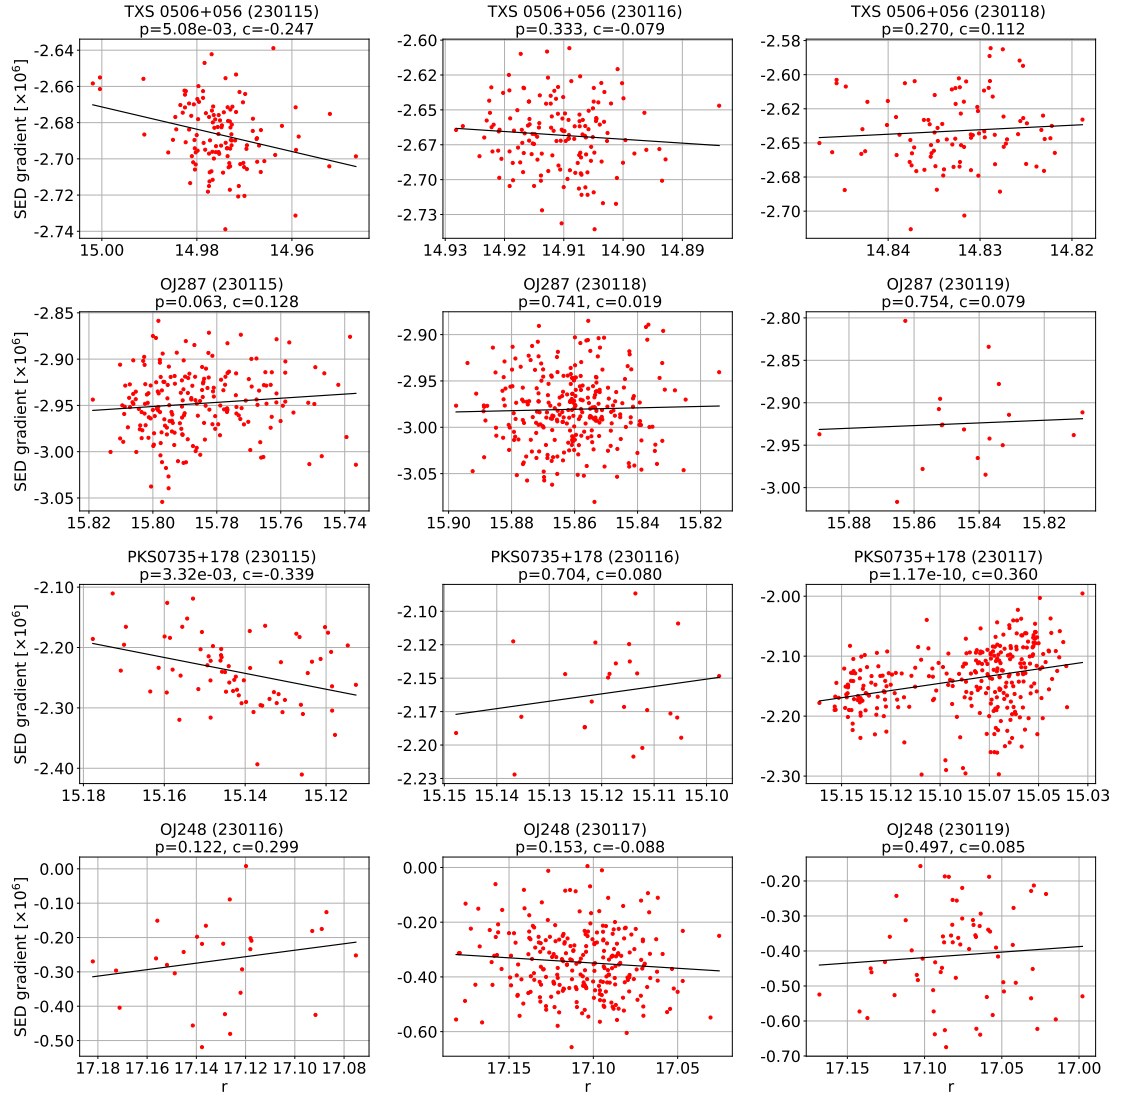 TXS 0506+056 (230115)
p=5.08e-03, c=-0.247
TXS 0506+056 (230116)
p=0.333, c=-0.079
TXS 0506+056 (230118)
p=0.270, c=0.112
SED gradient [×10⁶]
-2.64
-2.66
-2.68
-2.70
-2.72
-2.74
15.00 14.98 14.96
-2.60
-2.62
-2.65
-2.67
-2.70
-2.73
14.93 14.92 14.91 14.90 14.89
-2.58
-2.60
-2.62
-2.65
-2.68
-2.70
14.84 14.83 14.82
OJ287 (230115)
p=0.063, c=0.128
OJ287 (230118)
p=0.741, c=0.019
OJ287 (230119)
p=0.754, c=0.079
SED gradient [×10⁶]
-2.85
-2.90
-2.95
-3.00
-3.05
15.82 15.80 15.78 15.76 15.74
-2.90
-2.95
-3.00
-3.05
15.90 15.88 15.86 15.84 15.82
-2.80
-2.85
-2.90
-2.95
-3.00
15.88 15.86 15.84 15.82
PKS0735+178 (230115)
p=3.32e-03, c=-0.339
PKS0735+178 (230116)
p=0.704, c=0.080
PKS0735+178 (230117)
p=1.17e-10, c=0.360
SED gradient [×10⁶]
-2.10
-2.20
-2.30
-2.40
15.18 15.16 15.14 15.12
-2.10
-2.12
-2.15
-2.17
-2.20
-2.23
15.15 15.14 15.13 15.12 15.11 15.10
-2.00
-2.10
-2.20
-2.30
15.15 15.12 15.10 15.07 15.05 15.03
OJ248 (230116)
p=0.122, c=0.299
OJ248 (230117)
p=0.153, c=-0.088
OJ248 (230119)
p=0.497, c=0.085
SED gradient [×10⁶]
0.00
-0.10
-0.20
-0.30
-0.40
-0.50
17.18 17.16 17.14 17.12 17.10 17.08
r
0.00
-0.20
-0.40
-0.60
17.15 17.10 17.05
r
-0.20
-0.30
-0.40
-0.50
-0.60
-0.70
17.15 17.10 17.05 17.00
r